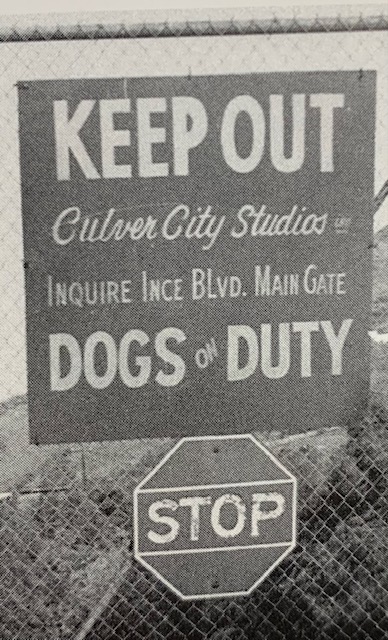 KEEP OUT
Culver City Studios
INQUIRE INCE BLVD. MAIN GATE
DOGS ON DUTY
STOP